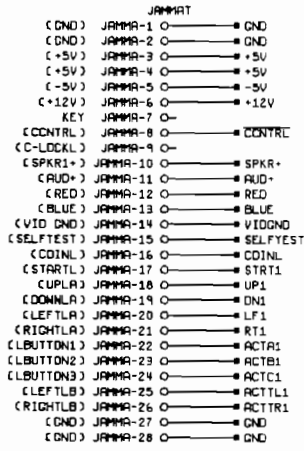 JAMMAT
(GND) JAMMA-1 GND
(GND) JAMMA-2 GND
(+5V) JAMMA-3 +5V
(+5V) JAMMA-4 +5V
(-5V) JAMMA-5 -5V
(+12V) JAMMA-6 +12V
KEY JAMMA-7
(CCNTRL) JAMMA-8 CCNTRL
(C-LOCKL) JAMMA-9
(SPKR1+) JAMMA-10 SPKR+
(AUD+) JAMMA-11 AUD+
(RED) JAMMA-12 RED
(BLUE) JAMMA-13 BLUE
(VID GND) JAMMA-14 VIDGND
(SELFTEST) JAMMA-15 SELFYEST
(COINL) JAMMA-16 COINL
(STARTL) JAMMA-17 STRT1
(UPLA) JAMMA-18 UP1
(DOWNLA) JAMMA-19 DN1
(LEFTLA) JAMMA-20 LF1
(RIGHTLA) JAMMA-21 RT1
(LBUTTON1) JAMMA-22 ACTA1
(LBUTTON2) JAMMA-23 ACTB1
(LBUTTON3) JAMMA-24 ACTC1
(LEFTLB) JAMMA-25 ACTTL1
(RIGHTLB) JAMMA-26 ACTTR1
(GND) JAMMA-27 GND
(GND) JAMMA-28 GND